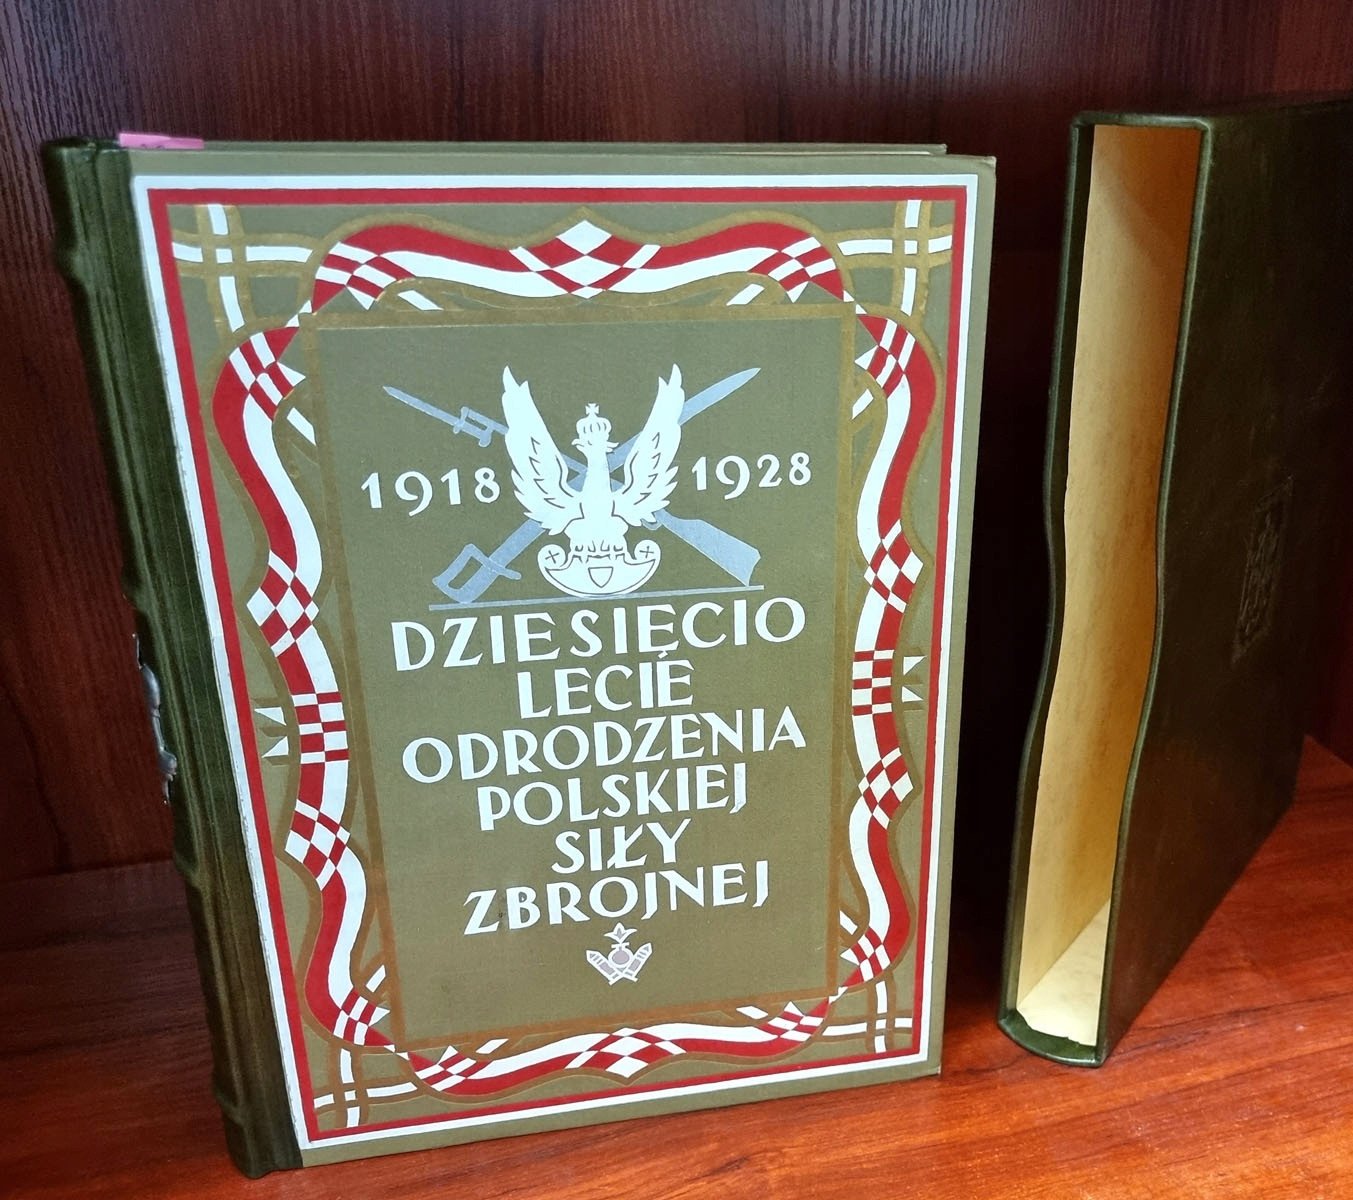 1918 1928
DZIESIĘCIO
LECIE
ODRODZENIA
POLSKIEJ
SIŁY
ZBROJNEJ